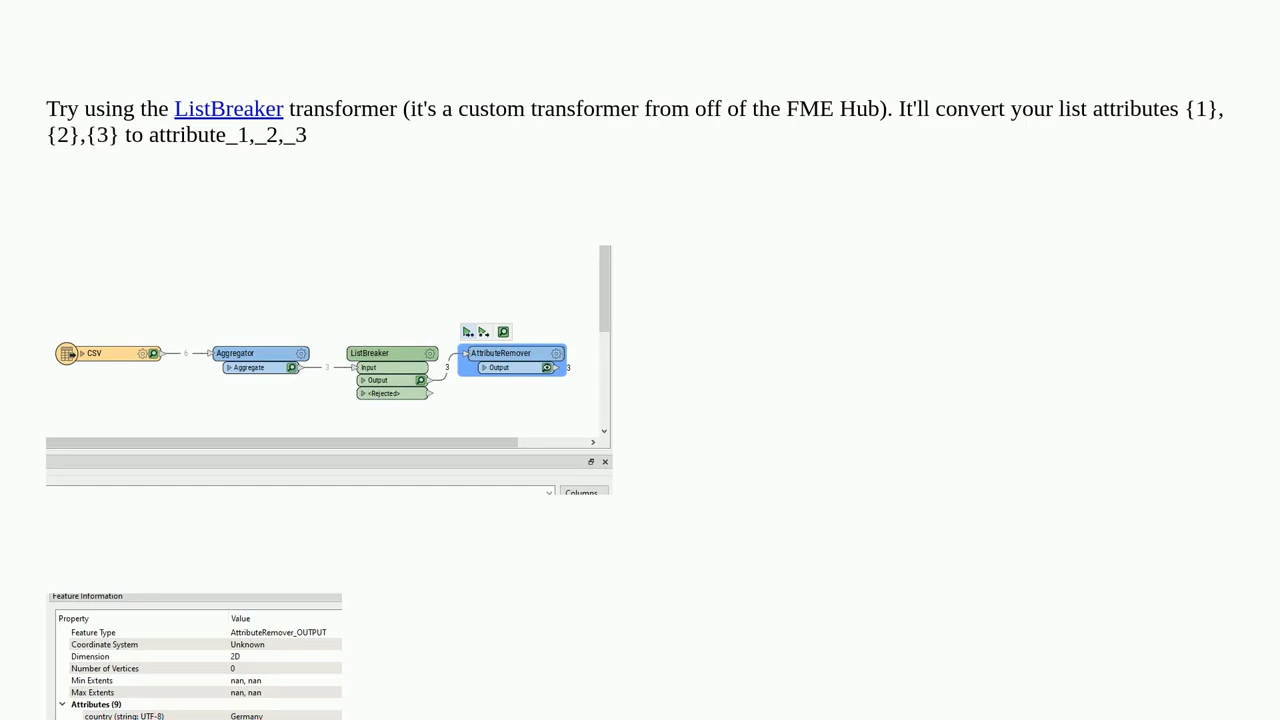 Try using the ListBreaker transformer (it's a custom transformer from off of the FME Hub). It'll convert your list attributes {1},
{2},{3} to attribute_1,_2,_3
CSV
6
Aggregator
Aggregate
3
ListBreaker
Input
Output
<Rejected>
3
AttributeRemover
Output
3
Columns
Feature Information
Property Value
Feature Type AttributeRemover_OUTPUT
Coordinate System Unknown
Dimension 2D
Number of Vertices 0
Min Extents nan, nan
Max Extents nan, nan
Attributes (9)
country (string: UTF-8) Germany